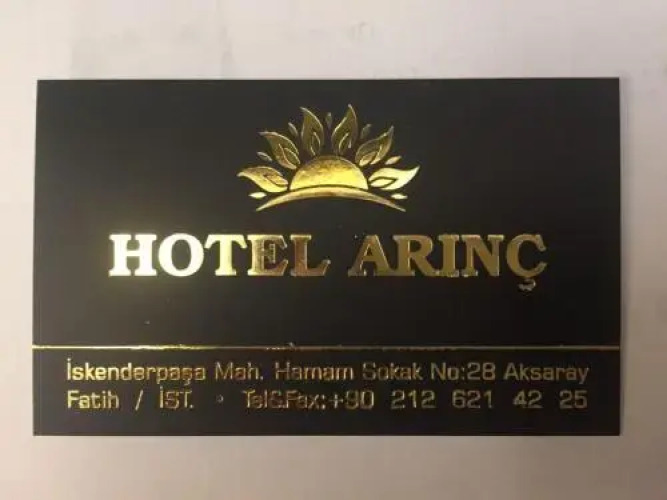 HOTEL ARINÇ
İskenderpaşa Mah. Hamam Sokak No:28 Aksaray
Fatih / İST. • Tel&Fax:+90 212 621 42 25